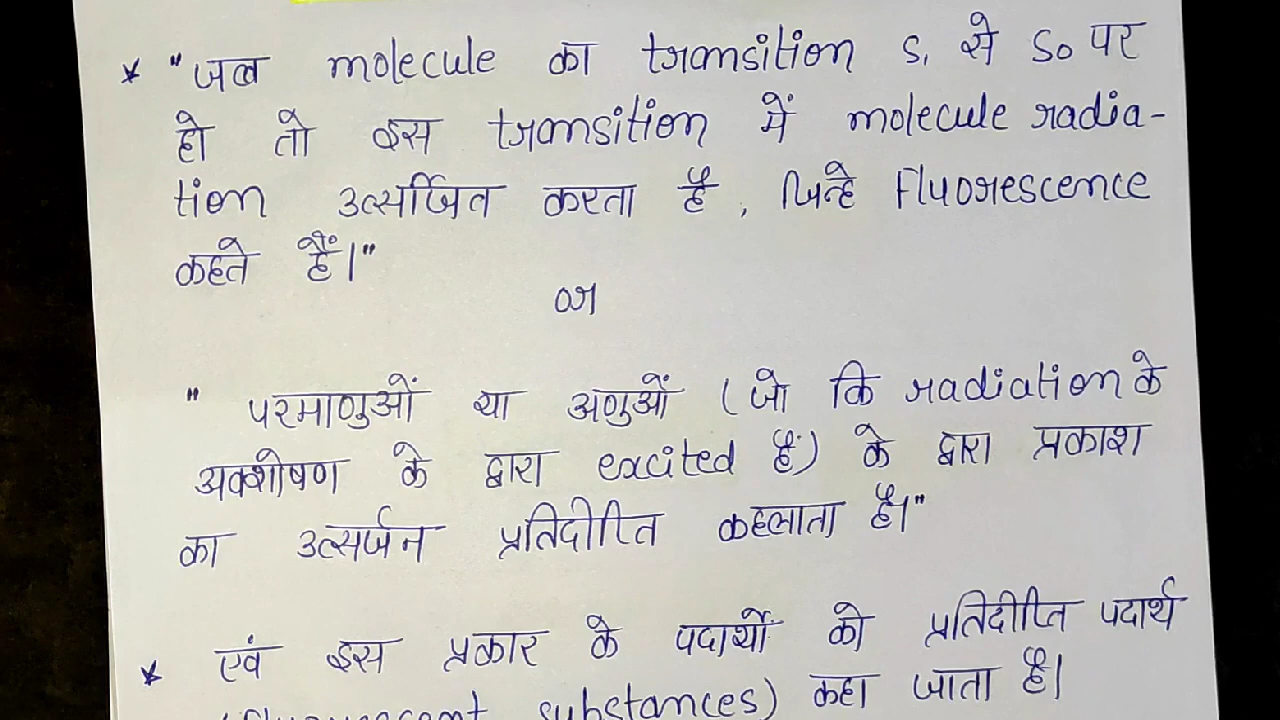 * "जब molecule का transition S₁ से S₀ पर
हो तो इस transition में molecule radia-
tion उत्सर्जित करता है, जिन्हे Fluorescence
कहते हैं।"
or
" परमाणुओं या अणुओं (जो कि radiation के
अवशोषण के द्वारा excited हैं) के द्वारा प्रकाश
का उत्सर्जन प्रतिदीप्ति कहलाता है।"
* एवं इस प्रकार के पदार्थों को प्रतिदीप्ति पदार्थ
(fluorescent substances) कहा जाता है।